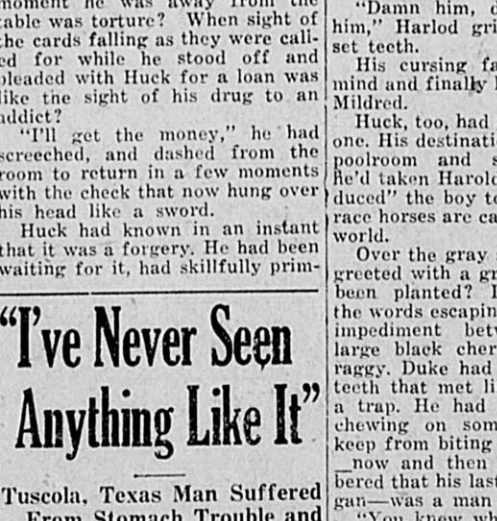 moment he was away from the
table was torture? When sight of
the cards falling as they were call-
ed for while he stood off and
pleaded with Huck for a loan was
like the sight of his drug to an
addict?
"I'll get the money," he had
screeched, and dashed from the
room to return in a few moments
with the check that now hung over
his head like a sword.
Huck had known in an instant
that it was a forgery. He had been
waiting for it, had skillfully prim-
"I've Never Seen
Anything Like It"
Tuscola, Texas Man Suffered
From Stomach Trouble and
"Damn him,
him," Harlod
set teeth.
His cursing
mind and finally
Mildred.
Huck, too, had
one. His
poolroom and
He'd taken
duced" the boy
race horses are
world.
Over the gray
greeted with a
been planted?
the words
impediment
large black
raggy. Duke had
teeth that met
a trap. He had
chewing on
keep from biting
now and then
bered that his
gan—was a man
"You knew